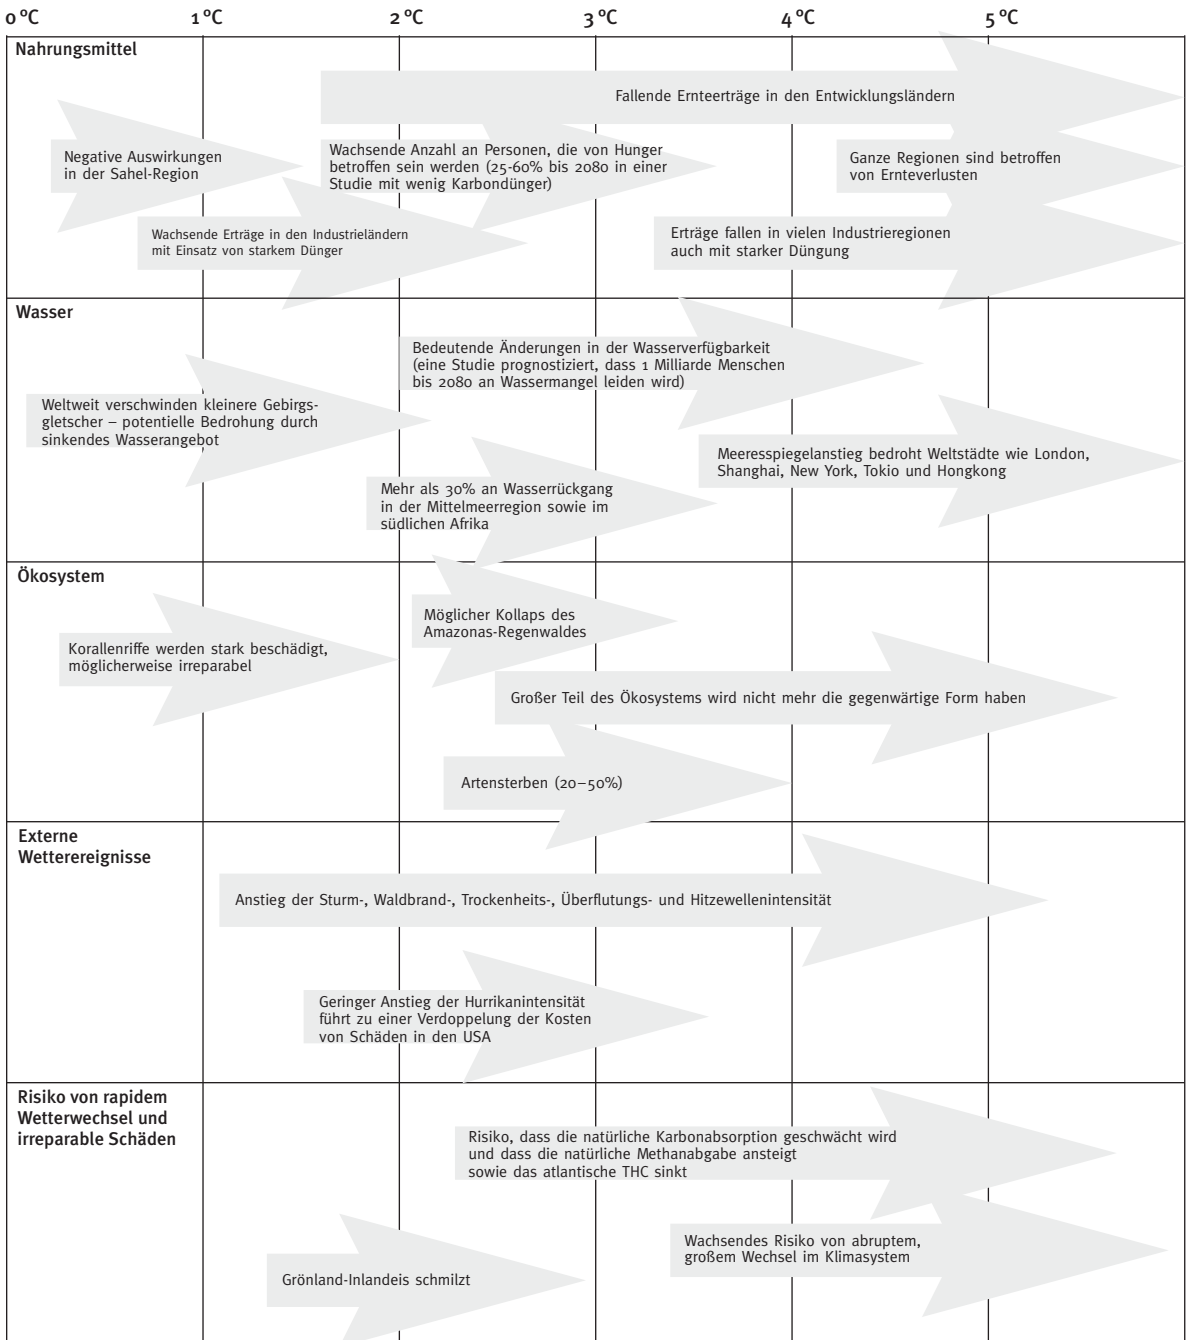 0 °C 1 °C 2 °C 3 °C 4 °C 5 °C
Nahrungsmittel
Fallende Ernteerträge in den Entwicklungsländern
Negative Auswirkungen
in der Sahel-Region
Wachsende Anzahl an Personen, die von Hunger
betroffen sein werden (25-60% bis 2080 in einer
Studie mit wenig Karbondünger)
Ganze Regionen sind betroffen
von Ernteverlusten
Wachsende Erträge in den Industrieländern
mit Einsatz von starkem Dünger
Erträge fallen in vielen Industrieregionen
auch mit starker Düngung
Wasser
Bedeutende Änderungen in der Wasserverfügbarkeit
(eine Studie prognostiziert, dass 1 Milliarde Menschen
bis 2080 an Wassermangel leiden wird)
Weltweit verschwinden kleinere Gebirgs-
gletscher – potentielle Bedrohung durch
sinkendes Wasserangebot
Meeresspiegelanstieg bedroht Weltstädte wie London,
Shanghai, New York, Tokio und Hongkong
Mehr als 30% an Wasserrückgang
in der Mittelmeerregion sowie im
südlichen Afrika
Ökosystem
Möglicher Kollaps des
Amazonas-Regenwaldes
Korallenriffe werden stark beschädigt,
möglicherweise irreparabel
Großer Teil des Ökosystems wird nicht mehr die gegenwärtige Form haben
Artensterben (20–50%)
Externe
Wetterereignisse
Anstieg der Sturm-, Waldbrand-, Trockenheits-, Überflutungs- und Hitzewellenintensität
Geringer Anstieg der Hurrikanintensität
führt zu einer Verdoppelung der Kosten
von Schäden in den USA
Risiko von rapidem
Wetterwechsel und
irreparable Schäden
Risiko, dass die natürliche Karbonabsorption geschwächt wird
und dass die natürliche Methanabgabe ansteigt
sowie das atlantische THC sinkt
Wachsendes Risiko von abruptem,
großem Wechsel im Klimasystem
Grönland-Inlandeis schmilzt